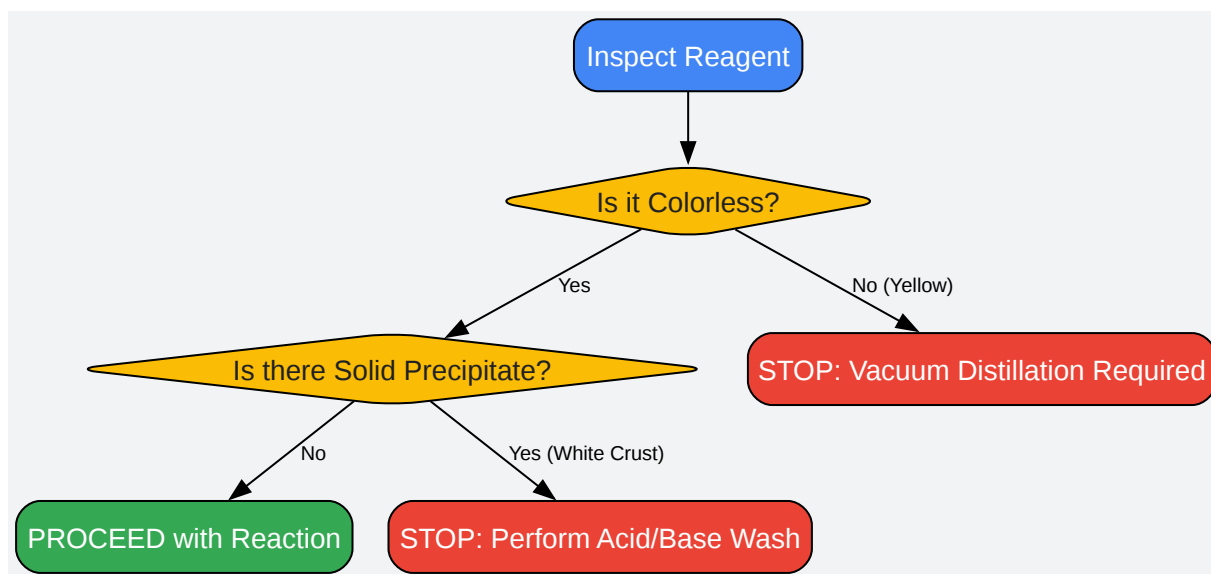 Inspect Reagent
Is it Colorless?
Yes
No (Yellow)
Is there Solid Precipitate?
STOP: Vacuum Distillation Required
No
Yes (White Crust)
PROCEED with Reaction
STOP: Perform Acid/Base Wash